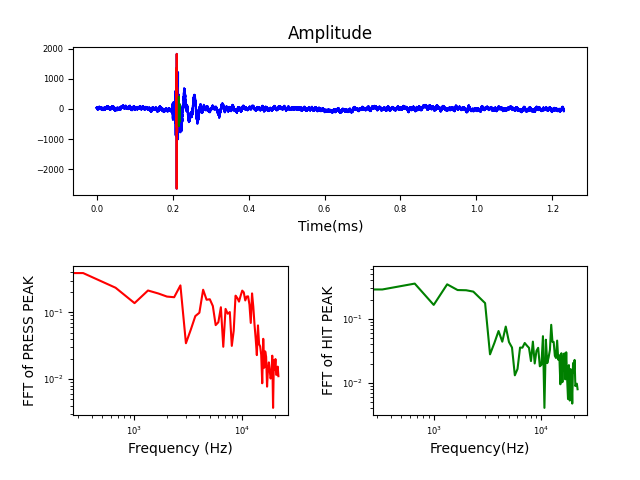 Amplitude
2000
1000
0
−1000
−2000
0.0 0.2 0.4 0.6 0.8 1.0 1.2
Time(ms)
FFT of PRESS PEAK
10⁻¹
10⁻²
10³ 10⁴
Frequency (Hz)
FFT of HIT PEAK
10⁻¹
10⁻²
10³ 10⁴
Frequency(Hz)